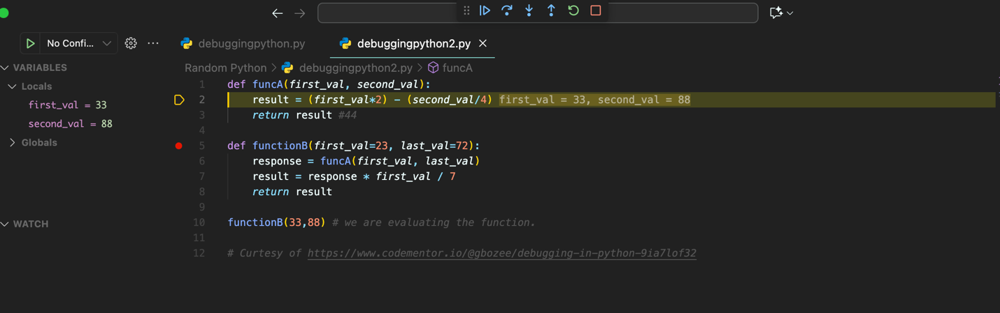 No Confi...
debuggingpython.py
debuggingpython2.py
VARIABLES
Locals
first_val = 33
second_val = 88
Globals
WATCH
Random Python > debuggingpython2.py > funcA
1 def funcA(first_val, second_val):
2 result = (first_val*2) - (second_val/4) first_val = 33, second_val = 88
3 return result #44
4
5 def functionB(first_val=23, last_val=72):
6 response = funcA(first_val, last_val)
7 result = response * first_val / 7
8 return result
9
10 functionB(33,88) # we are evaluating the function.
11
12 # Curtesy of https://www.codementor.io/@gbozee/debugging-in-python-9ia7lof32